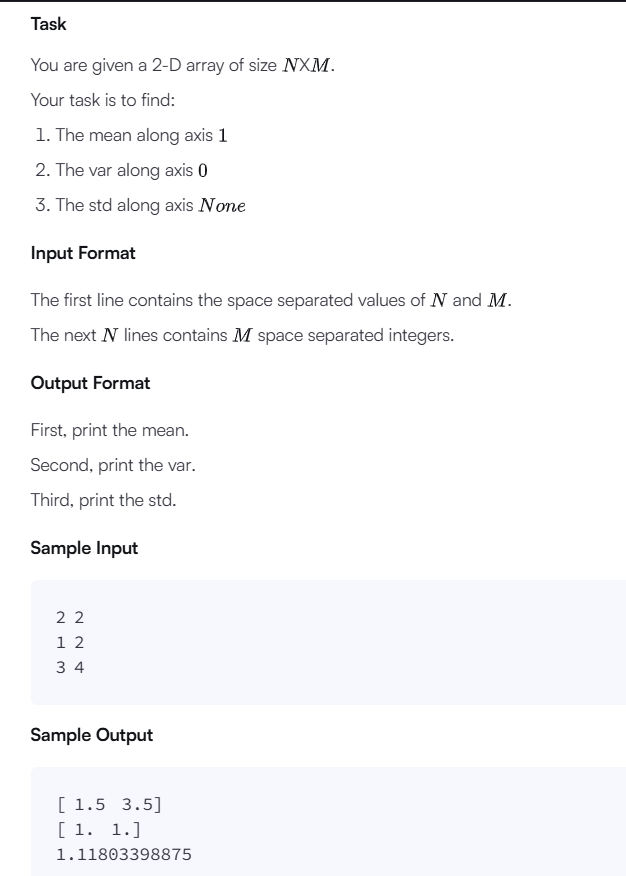 Task
You are given a 2-D array of size NXM.
Your task is to find:
1. The mean along axis 1
2. The var along axis 0
3. The std along axis None
Input Format
The first line contains the space separated values of N and M.
The next N lines contains M space separated integers.
Output Format
First, print the mean.
Second, print the var.
Third, print the std.
Sample Input
2 2
1 2
3 4
Sample Output
[ 1.5  3.5]
[ 1.  1.]
1.11803398875